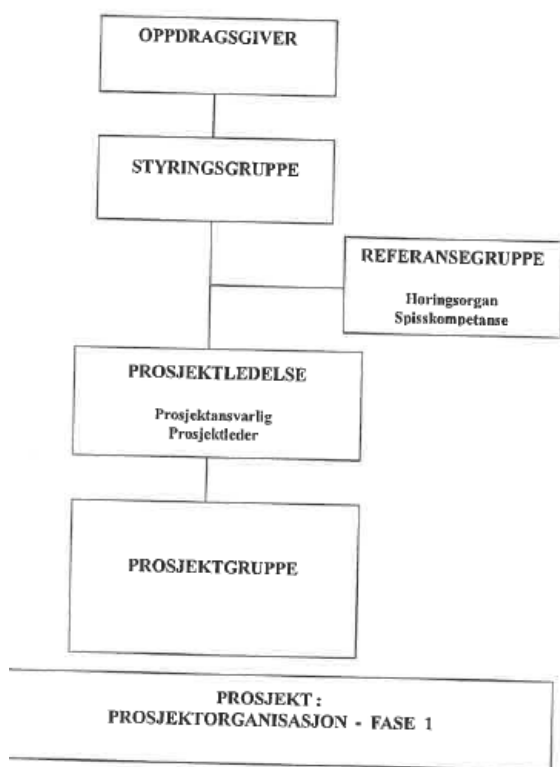 OPPDRAGSGIVER
STYRINGSGRUPPE
REFERANSEGRUPPE
Høringsorgan
Spisskompetanse
PROSJEKTLEDELSE
Prosjektansvarlig
Prosjektleder
PROSJEKTGRUPPE
PROSJEKT :
PROSJEKTORGANISASJON - FASE 1